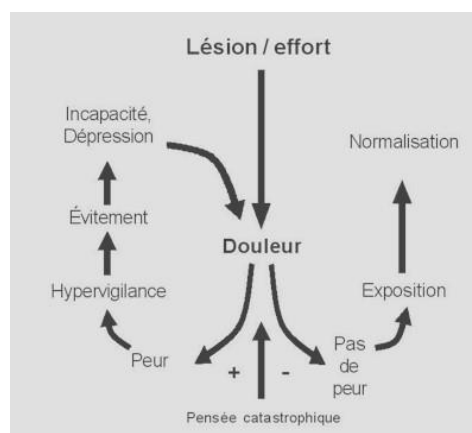 Lésion / effort
Incapacité,
Dépression
Normalisation
Évitement
Douleur
Hypervigilance
Exposition
Peur
+
-
Pas
de
peur
Pensée catastrophique